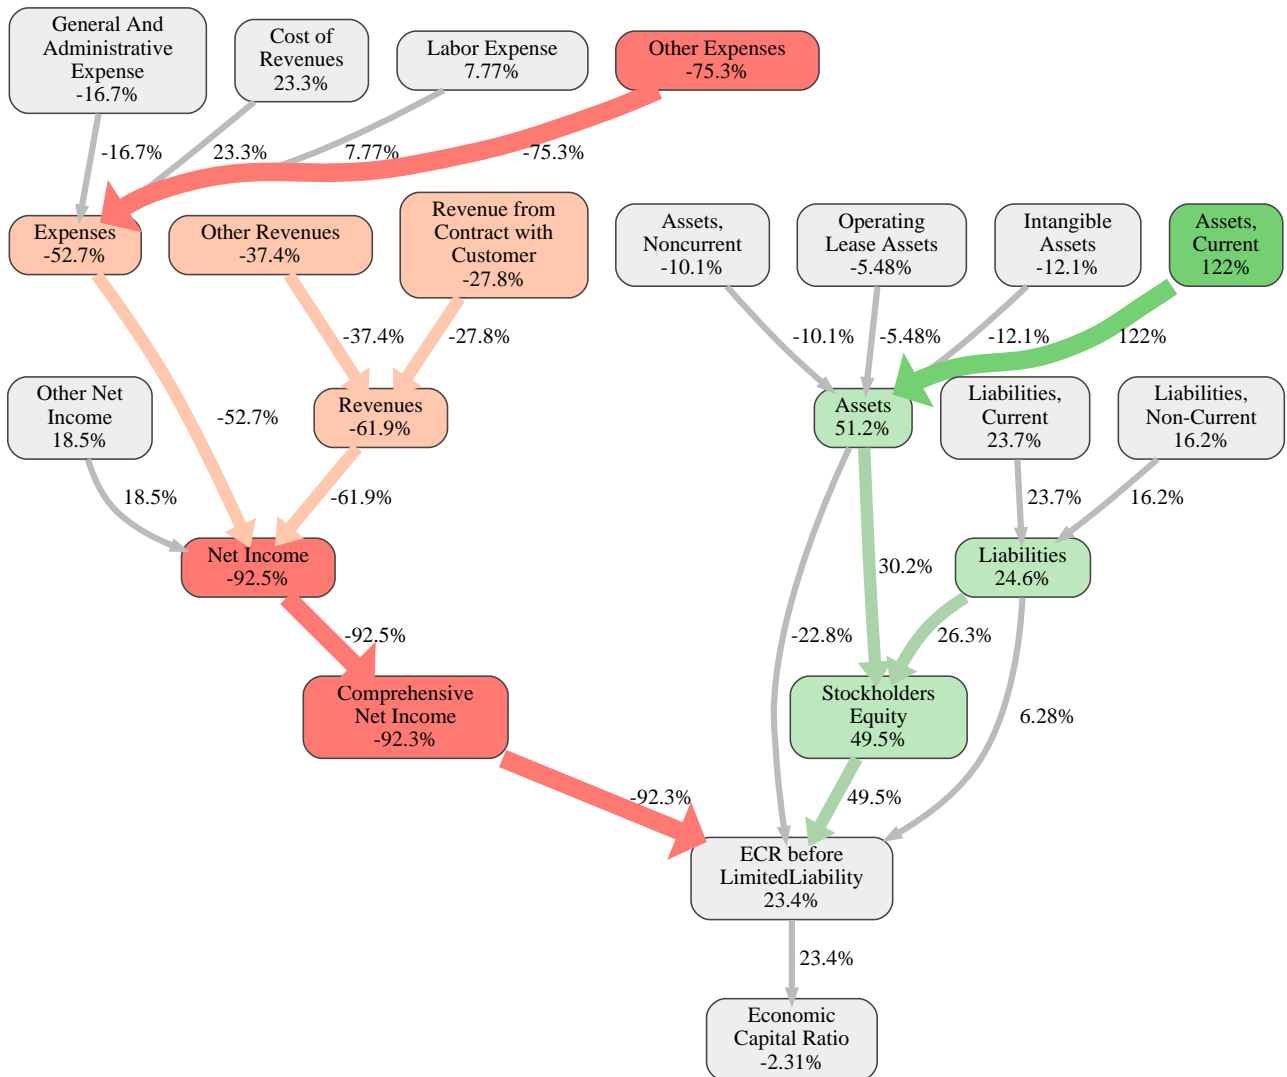 General And
Administrative
Expense
-16.7%
Cost of
Revenues
23.3%
Labor Expense
7.77%
Other Expenses
-75.3%
-16.7%
23.3%
7.77%
-75.3%
Expenses
-52.7%
Other Revenues
-37.4%
Revenue from
Contract with
Customer
-27.8%
Assets,
Noncurrent
-10.1%
Operating
Lease Assets
-5.48%
Intangible
Assets
-12.1%
Assets,
Current
122%
-37.4%
-27.8%
-10.1%
-5.48%
-12.1%
122%
Other Net
Income
18.5%
-52.7%
Revenues
-61.9%
Assets
51.2%
Liabilities,
Current
23.7%
Liabilities,
Non-Current
16.2%
18.5%
-61.9%
23.7%
16.2%
Net Income
-92.5%
30.2%
Liabilities
24.6%
-92.5%
-22.8%
26.3%
Comprehensive
Net Income
-92.3%
Stockholders
Equity
49.5%
6.28%
-92.3%
49.5%
ECR before
LimitedLiability
23.4%
23.4%
Economic
Capital Ratio
-2.31%